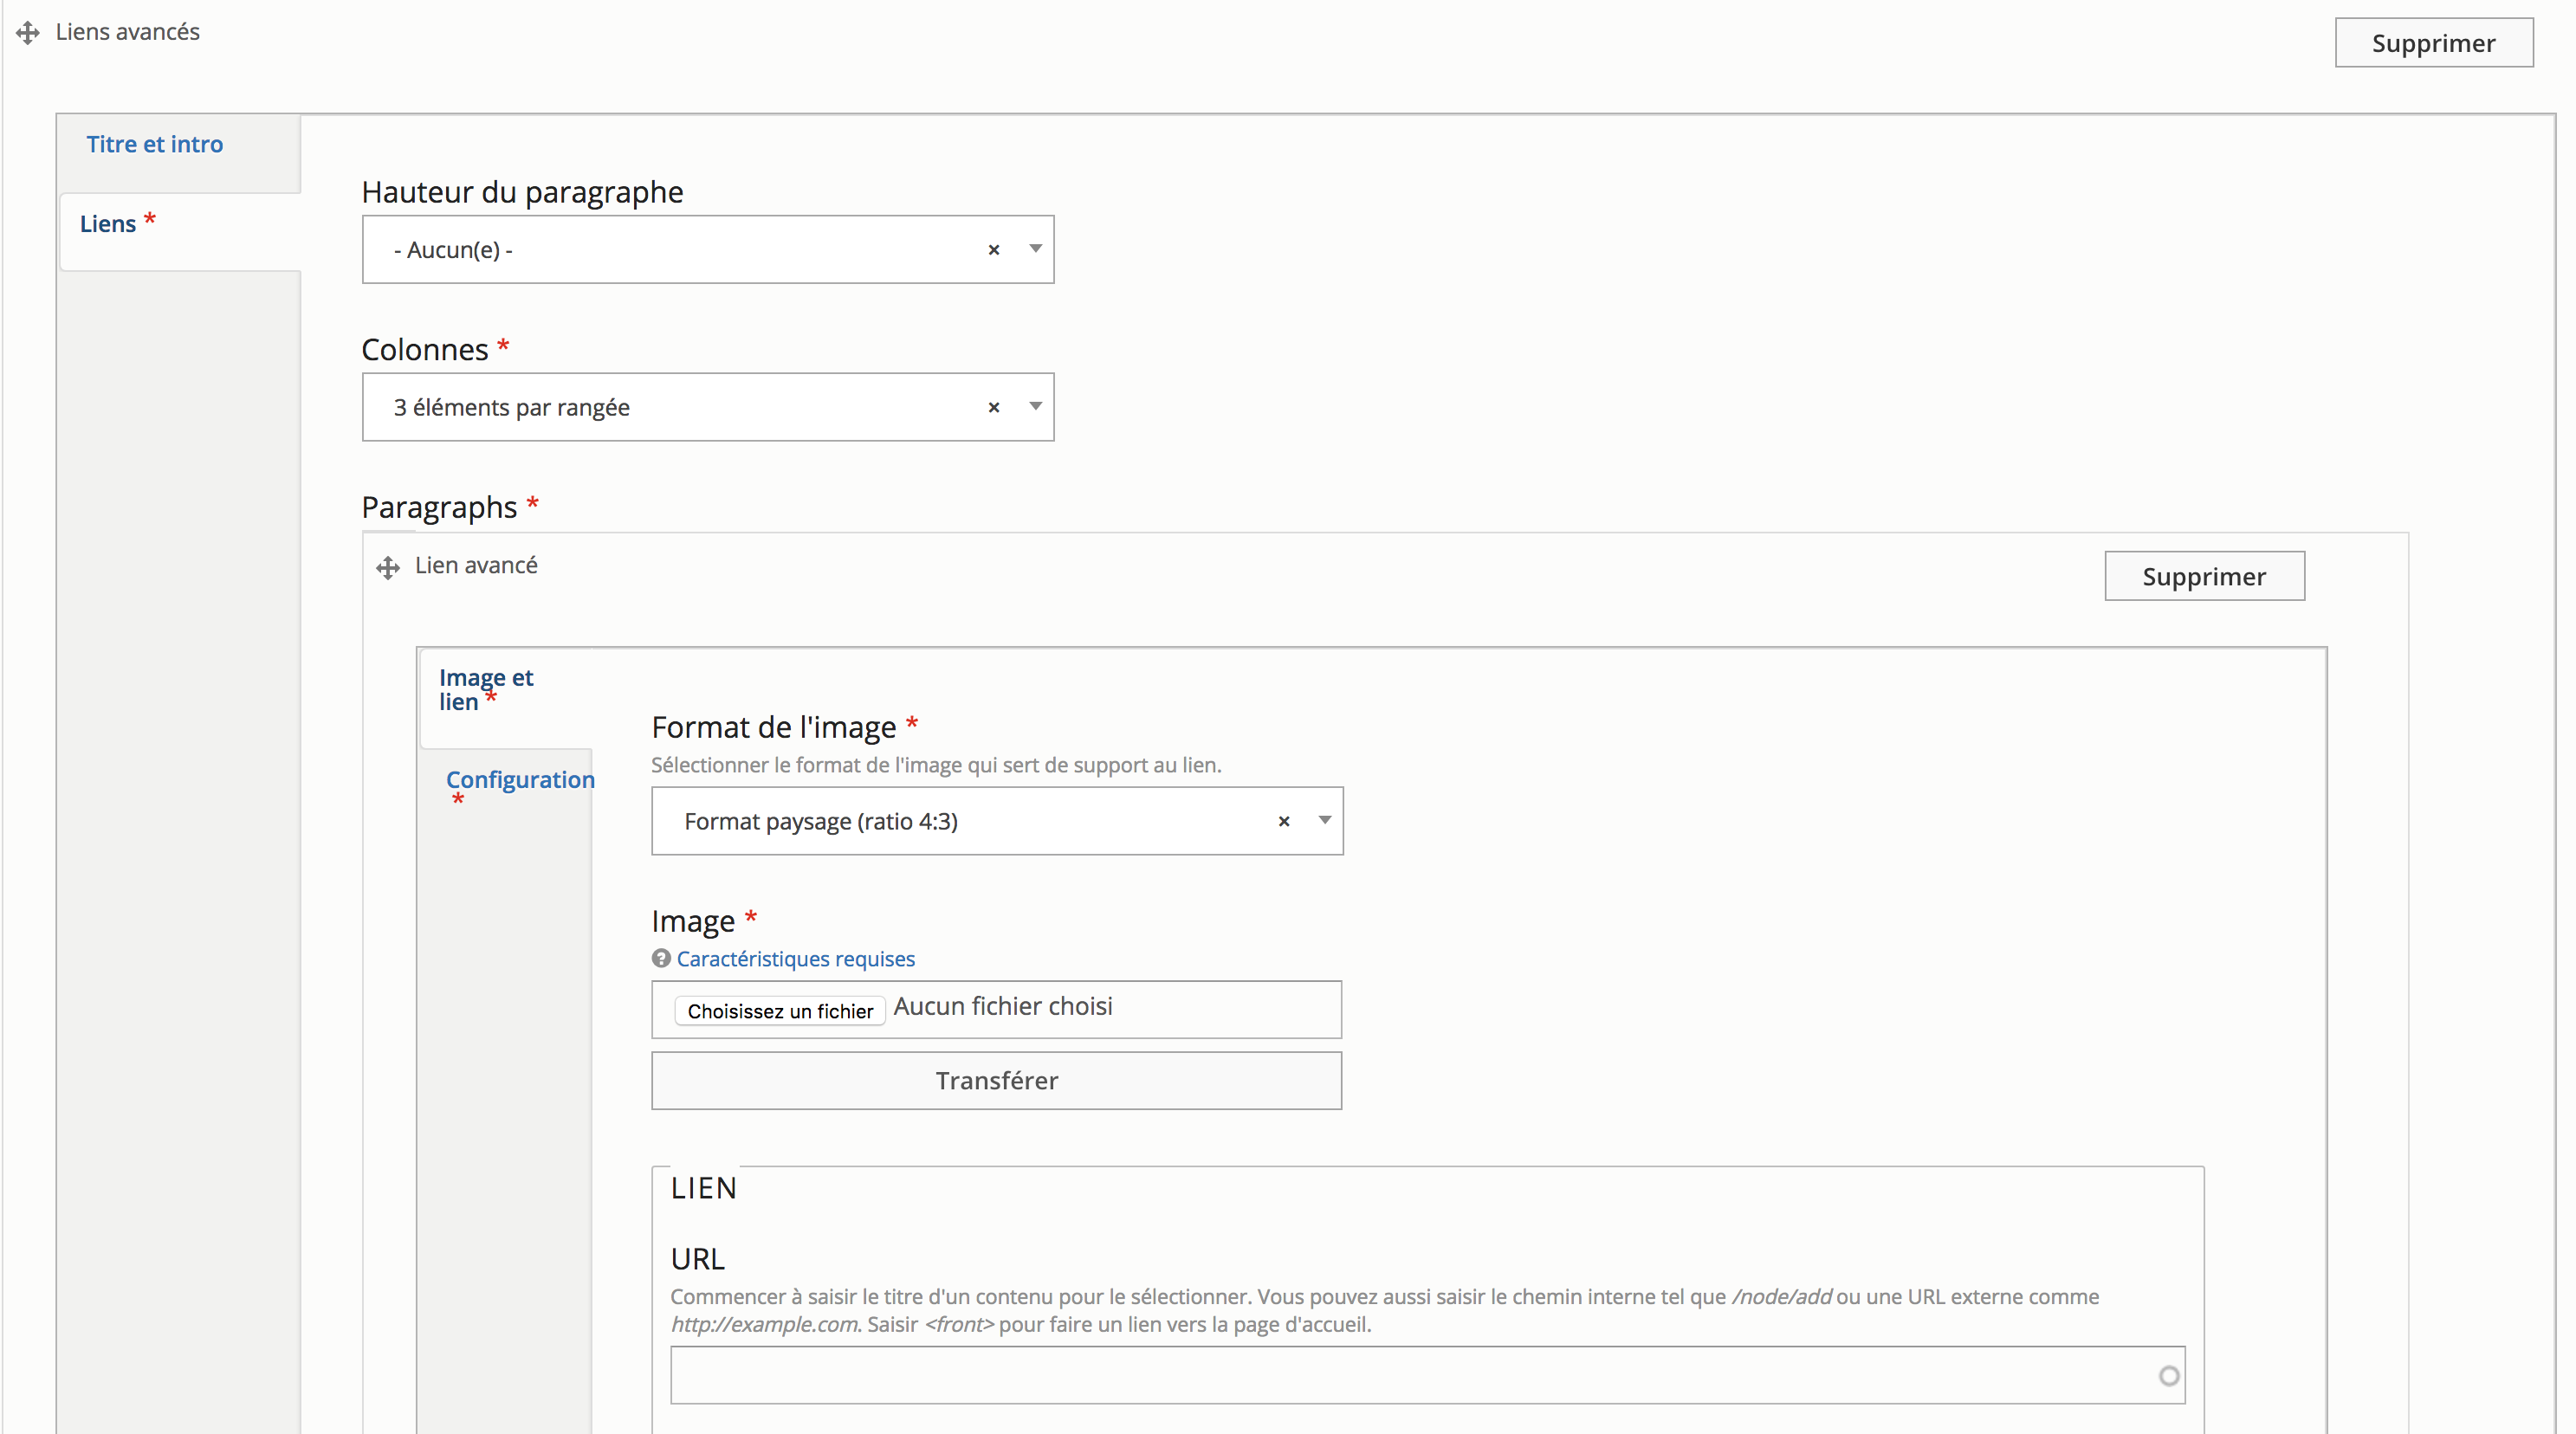 Liens avancés
Supprimer
Titre et intro
Liens *
Hauteur du paragraphe
- Aucun(e) -
Colonnes *
3 éléments par rangée
Paragraphs *
Lien avancé
Supprimer
Image et
lien *
Configuration
*
Format de l'image *
Sélectionner le format de l'image qui sert de support au lien.
Format paysage (ratio 4:3)
Image *
Caractéristiques requises
Choisissez un fichier Aucun fichier choisi
Transférer
LIEN
URL
Commencer à saisir le titre d'un contenu pour le sélectionner. Vous pouvez aussi saisir le chemin interne tel que /node/add ou une URL externe comme
http://example.com. Saisir <front> pour faire un lien vers la page d'accueil.